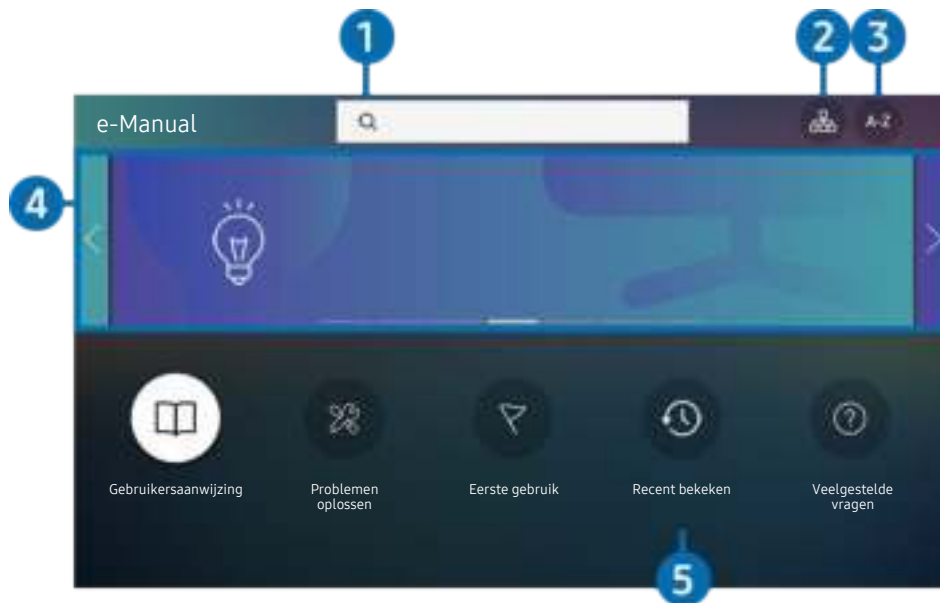 1
2
3
e-Manual
A-Z
4
Gebruikersaanwijzing
Problemen
oplossen
Eerste gebruik
Recent bekeken
Veelgestelde
vragen
5